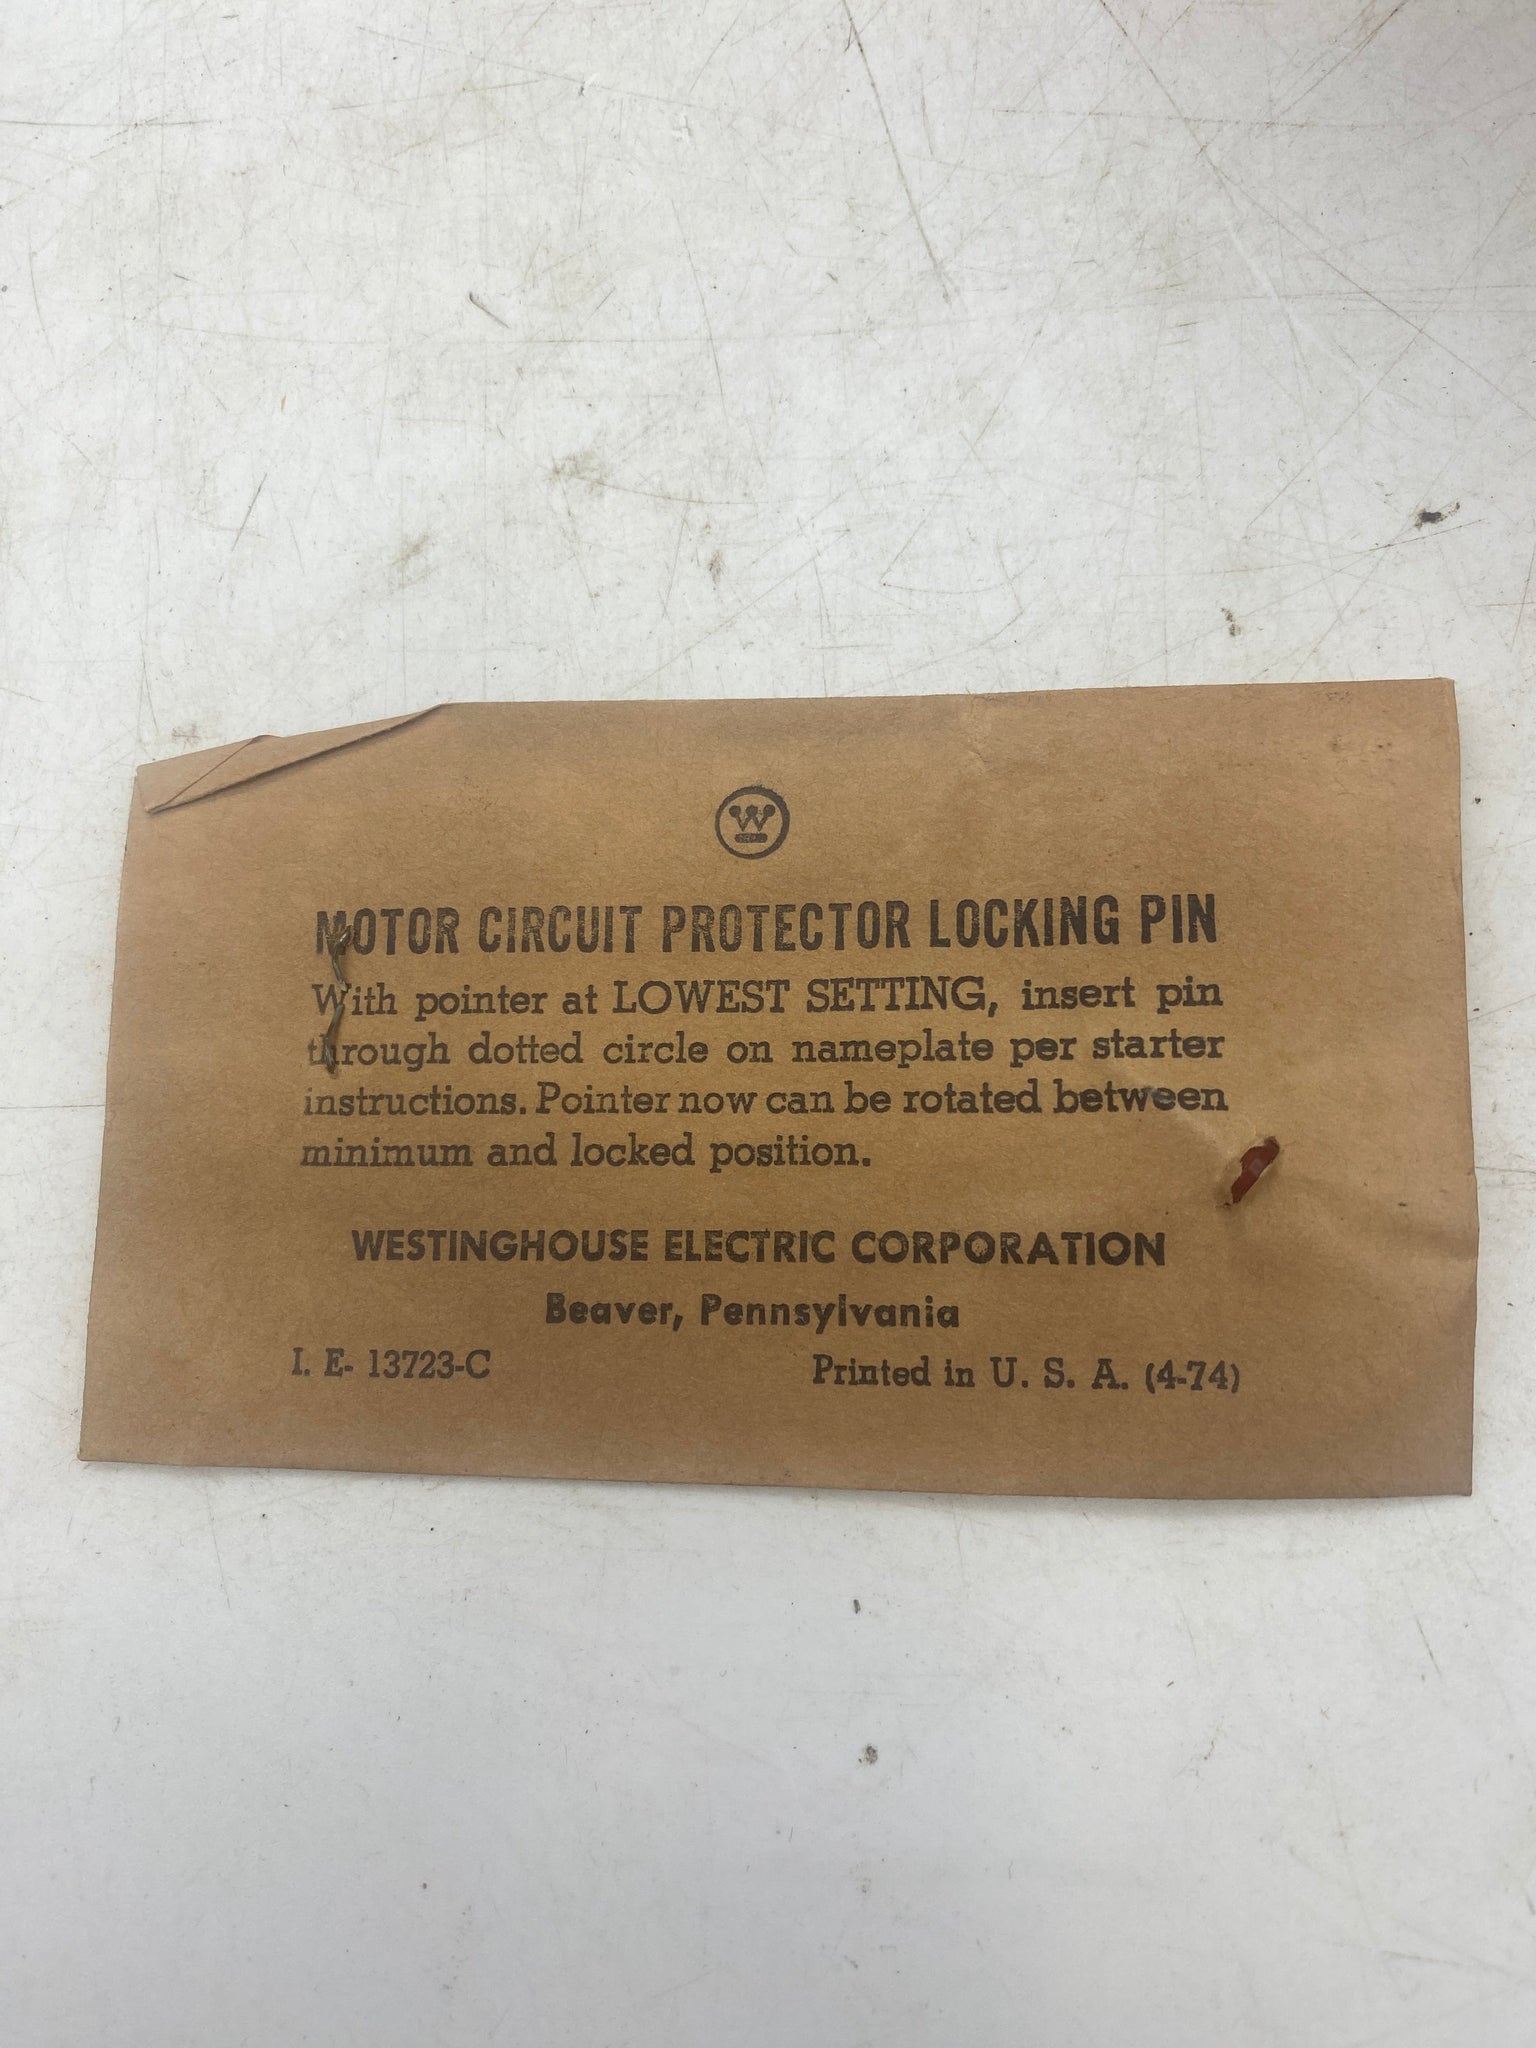 W
MOTOR CIRCUIT PROTECTOR LOCKING PIN
With pointer at LOWEST SETTING, insert pin
through dotted circle on nameplate per starter
instructions. Pointer now can be rotated between
minimum and locked position.
WESTINGHOUSE ELECTRIC CORPORATION
Beaver, Pennsylvania
I. E- 13723-C Printed in U. S. A. (4-74)